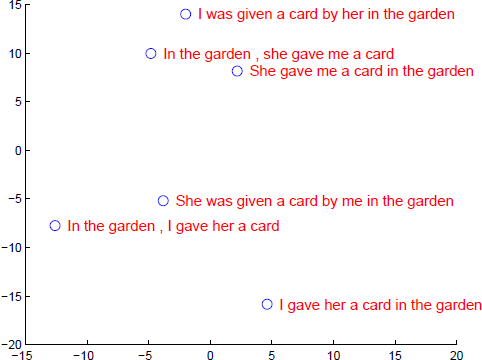 15
I was given a card by her in the garden
10
In the garden , she gave me a card
She gave me a card in the garden
5
0
−5
She was given a card by me in the garden
In the garden , I gave her a card
−10
−15
I gave her a card in the garden
−20
−15 −10 −5 0 5 10 15 20